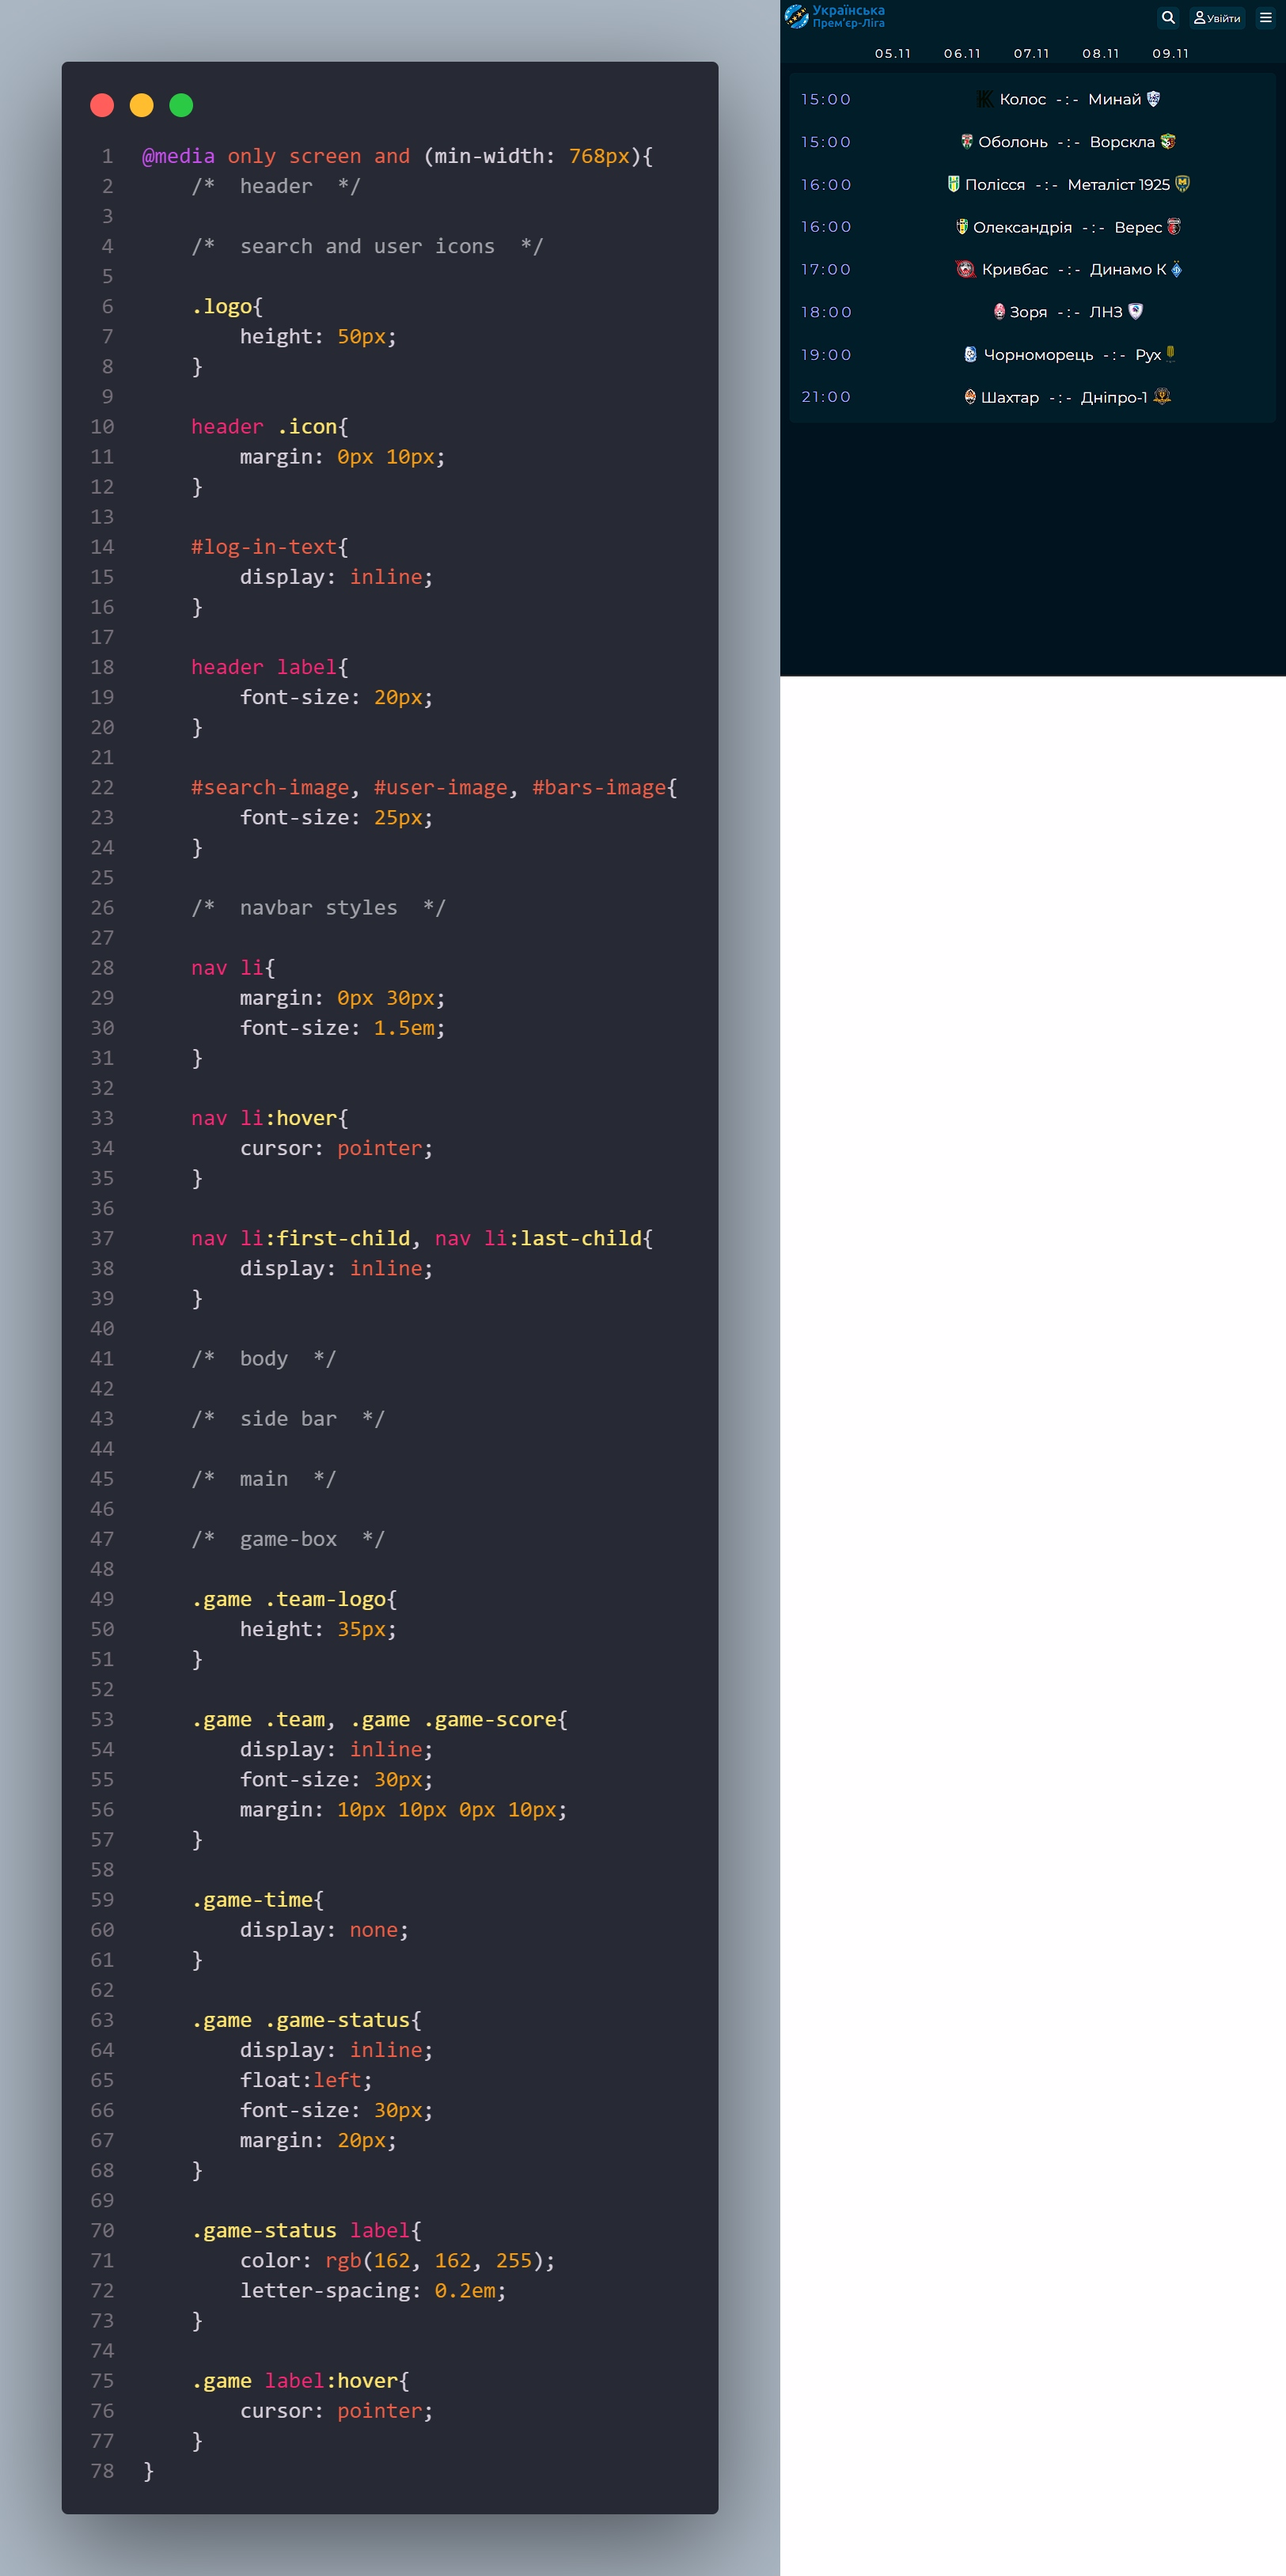 1 @media only screen and (min-width: 768px){
2 /* header */
3
4 /* search and user icons */
5
6 .logo{
7 height: 50px;
8 }
9
10 header .icon{
11 margin: 0px 10px;
12 }
13
14 #log-in-text{
15 display: inline;
16 }
17
18 header label{
19 font-size: 20px;
20 }
21
22 #search-image, #user-image, #bars-image{
23 font-size: 25px;
24 }
25
26 /* navbar styles */
27
28 nav li{
29 margin: 0px 30px;
30 font-size: 1.5em;
31 }
32
33 nav li:hover{
34 cursor: pointer;
35 }
36
37 nav li:first-child, nav li:last-child{
38 display: inline;
39 }
40
41 /* body */
42
43 /* side bar */
44
45 /* main */
46
47 /* game-box */
48
49 .game .team-logo{
50 height: 35px;
51 }
52
53 .game .team, .game .game-score{
54 display: inline;
55 font-size: 30px;
56 margin: 10px 10px 0px 10px;
57 }
58
59 .game-time{
60 display: none;
61 }
62
63 .game .game-status{
64 display: inline;
65 float:left;
66 font-size: 30px;
67 margin: 20px;
68 }
69
70 .game-status label{
71 color: rgb(162, 162, 255);
72 letter-spacing: 0.2em;
73 }
74
75 .game label:hover{
76 cursor: pointer;
77 }
78 }
Українська
Прем'єр-Ліга
Увійти
05.11 06.11 07.11 08.11 09.11
15:00 Колос -:- Минай
15:00 Оболонь -:- Ворскла
16:00 Полісся -:- Металіст 1925
16:00 Олександрія -:- Верес
17:00 Кривбас -:- Динамо К
18:00 Зоря -:- ЛНЗ
19:00 Чорноморець -:- Рух
21:00 Шахтар -:- Дніпро-1